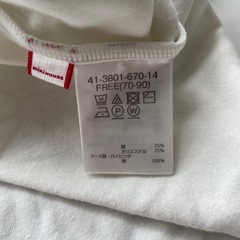 MIKIHOUSE
41-3801-670-14
FREE(70-90)
綿 75%
ポリエステル 25%
フード部・パイピング
綿 100%